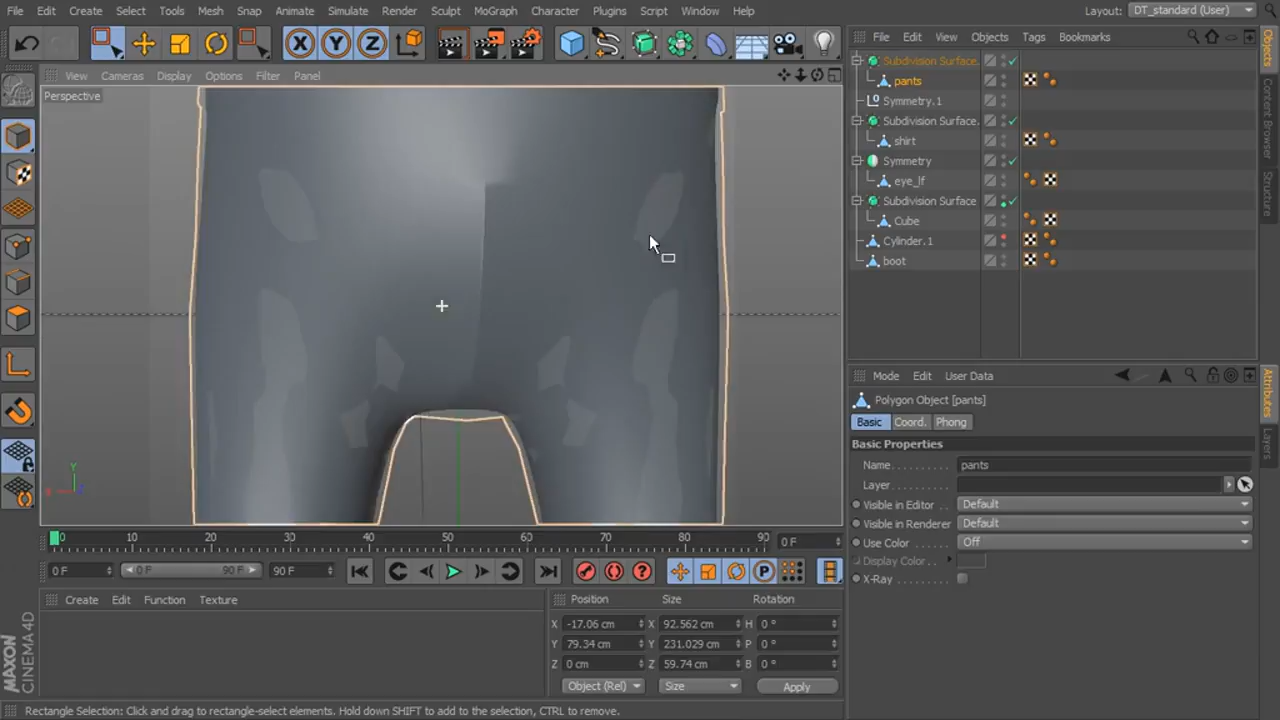 File Edit Create Select Tools Mesh Snap Animate Simulate Render Sculpt MoGraph Character Plugins Script Window Help
Layout: DT_standard (User)
X Y Z
File Edit View Objects Tags Bookmarks
View Cameras Display Options Filter Panel
Perspective
Subdivision Surface.
pants
Symmetry.1
Subdivision Surface.
shirt
Symmetry
eye_lf
Subdivision Surface
Cube
Cylinder.1
boot
Objects
Content Browser
Structure
Mode Edit User Data
Polygon Object [pants]
Basic Coord. Phong
Basic Properties
Name . . . . . . . . . . pants
Layer . . . . . . . . . .
Visible in Editor . . Default
Visible in Renderer Default
Use Color . . . . . . Off
Display Color. . .
X-Ray
Attributes
Layers
Y
0 10 20 30 40 50 60 70 80 90 0 F
0 F 0 F 90 F 90 F
P
Create Edit Function Texture
Position Size Rotation
X -17.06 cm X 92.562 cm H 0 °
Y 79.34 cm Y 231.029 cm P 0 °
Z 0 cm Z 59.74 cm B 0 °
Object (Rel) Size Apply
MAXON
CINEMA 4D
Rectangle Selection: Click and drag to rectangle-select elements. Hold down SHIFT to add to the selection, CTRL to remove.